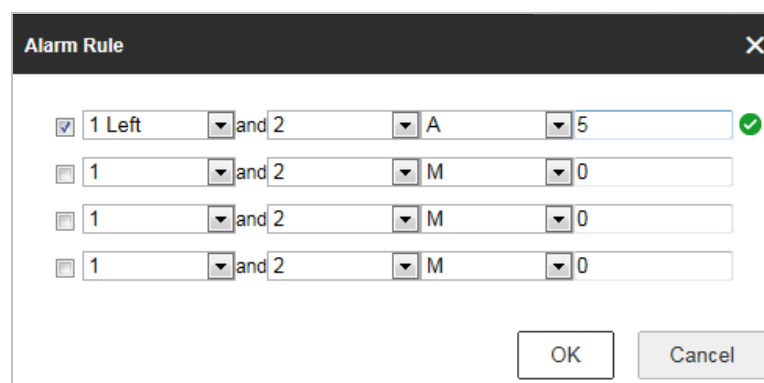 Alarm Rule
1 Left and 2 A 5
1 and 2 M 0
1 and 2 M 0
1 and 2 M 0
OK Cancel